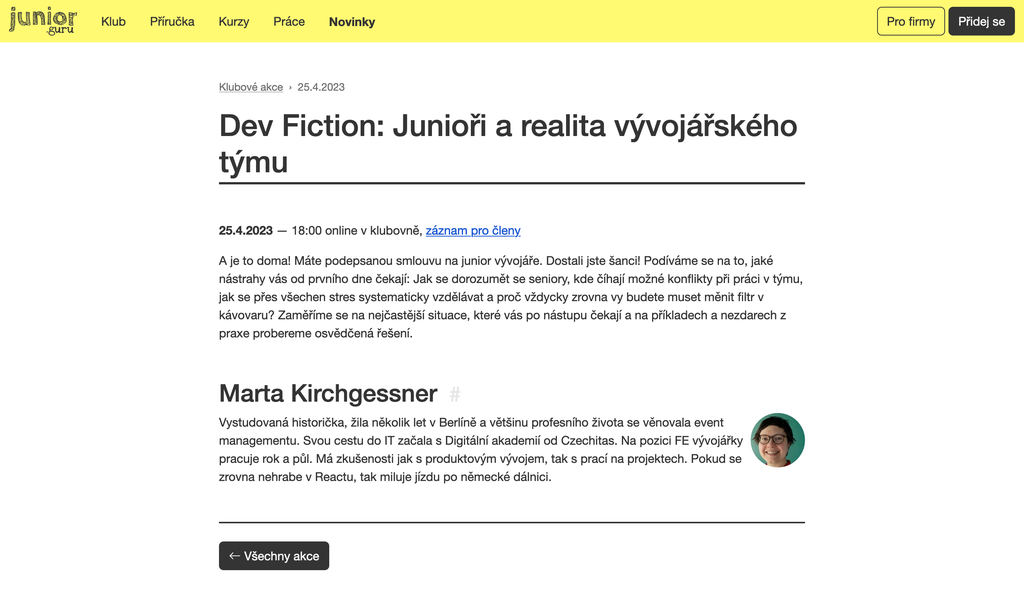 junior
.guru
Klub
Příručka
Kurzy
Práce
Novinky
Pro firmy
Přidej se
Klubové akce › 25.4.2023
Dev Fiction: Junioři a realita vývojářského
týmu
25.4.2023 — 18:00 online v klubovně, záznam pro členy
A je to doma! Máte podepsanou smlouvu na junior vývojáře. Dostali jste šanci! Podíváme se na to, jaké
nástrahy vás od prvního dne čekají: Jak se dorozumět se seniory, kde číhají možné konflikty při práci v týmu,
jak se přes všechen stres systematicky vzdělávat a proč vždycky zrovna vy budete muset měnit filtr v
kávovaru? Zaměříme se na nejčastější situace, které vás po nástupu čekají a na příkladech a nezdarech z
praxe probereme osvědčená řešení.
Marta Kirchgessner #
Vystudovaná historička, žila několik let v Berlíně a většinu profesního života se věnovala event
managementu. Svou cestu do IT začala s Digitální akademií od Czechitas. Na pozici FE vývojářky
pracuje rok a půl. Má zkušenosti jak s produktovým vývojem, tak s prací na projektech. Pokud se
zrovna nehrabe v Reactu, tak miluje jízdu po německé dálnici.
← Všechny akce